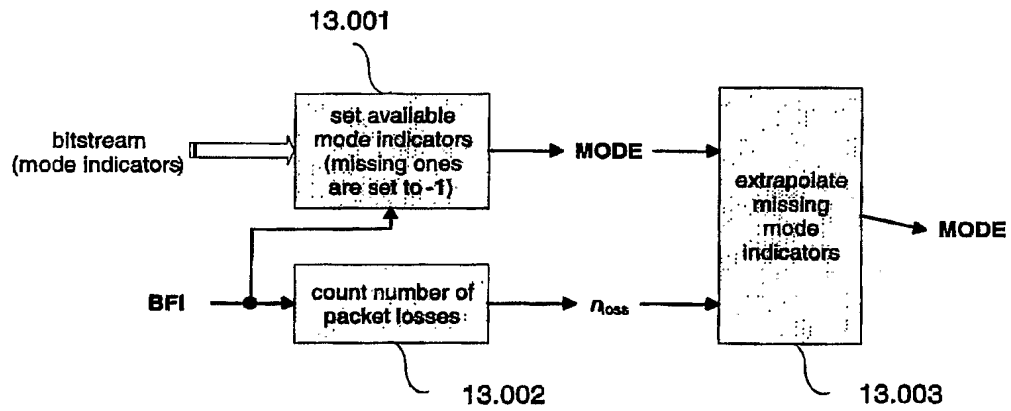 13.001
bitstream
(mode indicators)
set available
mode indicators
(missing ones
are set to -1)
MODE
extrapolate
missing
mode
indicators
MODE
BFI
count number of
packet losses
nloss
13.002
13.003